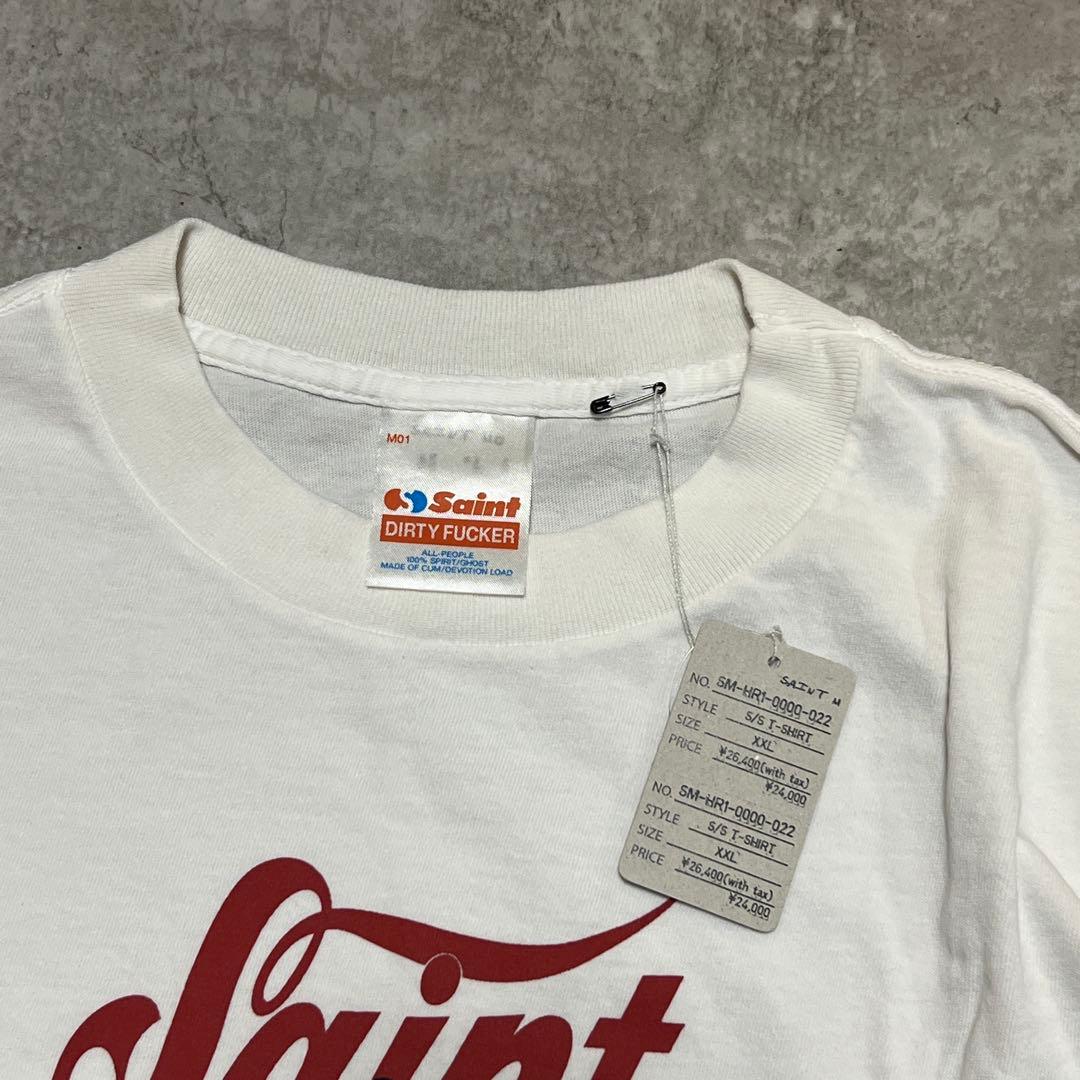 M01
Saint
DIRTY FUCKER
ALL-PEOPLE
100% SPIRIT/GHOST
MADE OF CUM/DEVOTION LOAD
SAINT M
NO. SM-HR1-0000-022
STYLE S/S T-SHIRT
SIZE XXL
PRICE ¥26,400(with tax)
¥24,000
NO. SM-HR1-0000-022
STYLE S/S T-SHIRT
SIZE XXL
PRICE ¥26,400(with tax)
¥24,000
Saint